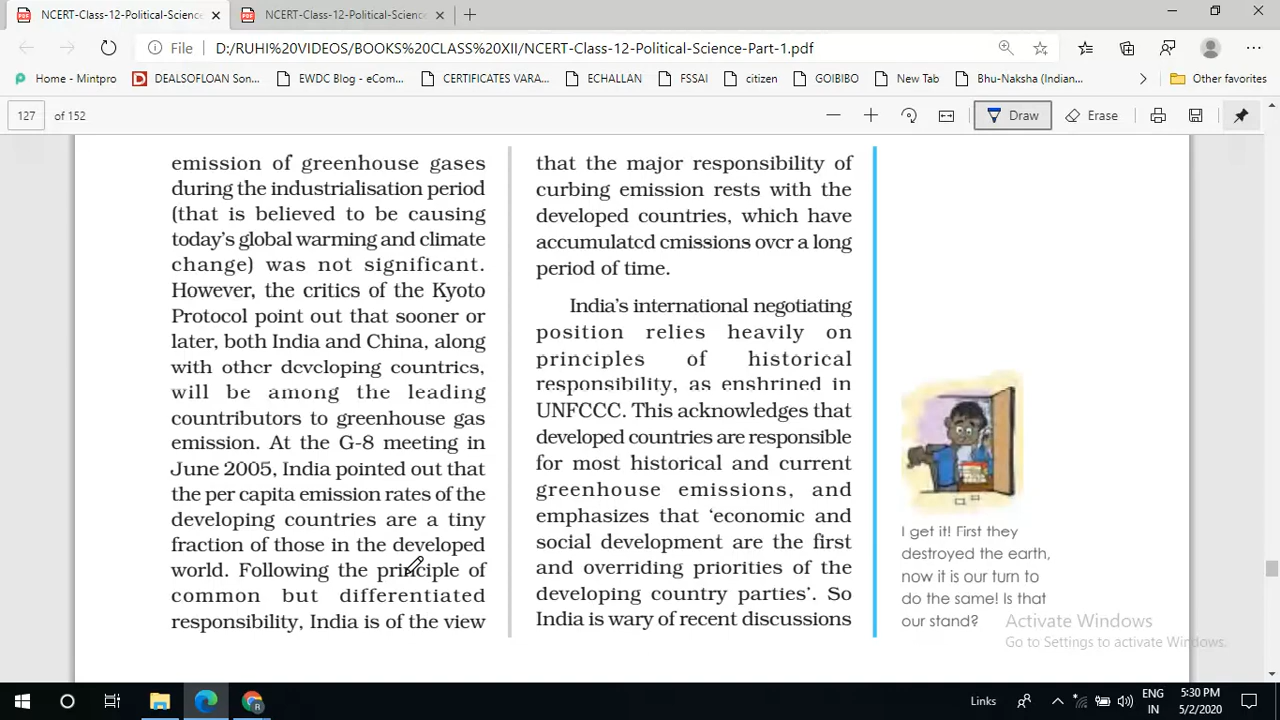 NCERT-Class-12-Political-Science
NCERT-Class-12-Political-Science
File D:/RUHI%20VIDEOS/BOOKS%20CLASS%20XII/NCERT-Class-12-Political-Science-Part-1.pdf
Home - Mintpro DEALSOFLOAN Son... EWDC Blog - eCom... CERTIFICATES VARA... ECHALLAN FSSAI citizen GOIBIBO New Tab Bhu-Naksha (Indian... Other favorites
127 of 152 Draw Erase
emission of greenhouse gases
during the industrialisation period
(that is believed to be causing
today's global warming and climate
change) was not significant.
However, the critics of the Kyoto
Protocol point out that sooner or
later, both India and China, along
with other developing countries,
will be among the leading
countributors to greenhouse gas
emission. At the G-8 meeting in
June 2005, India pointed out that
the per capita emission rates of the
developing countries are a tiny
fraction of those in the developed
world. Following the principle of
common but differentiated
responsibility, India is of the view
that the major responsibility of
curbing emission rests with the
developed countries, which have
accumulated emissions over a long
period of time.
India's international negotiating
position relies heavily on
principles of historical
responsibility, as enshrined in
UNFCCC. This acknowledges that
developed countries are responsible
for most historical and current
greenhouse emissions, and
emphasizes that 'economic and
social development are the first
and overriding priorities of the
developing country parties'. So
India is wary of recent discussions
I get it! First they
destroyed the earth,
now it is our turn to
do the same! Is that
our stand?
Activate Windows
Go to Settings to activate Windows.
Links ENG 5:30 PM
IN 5/2/2020